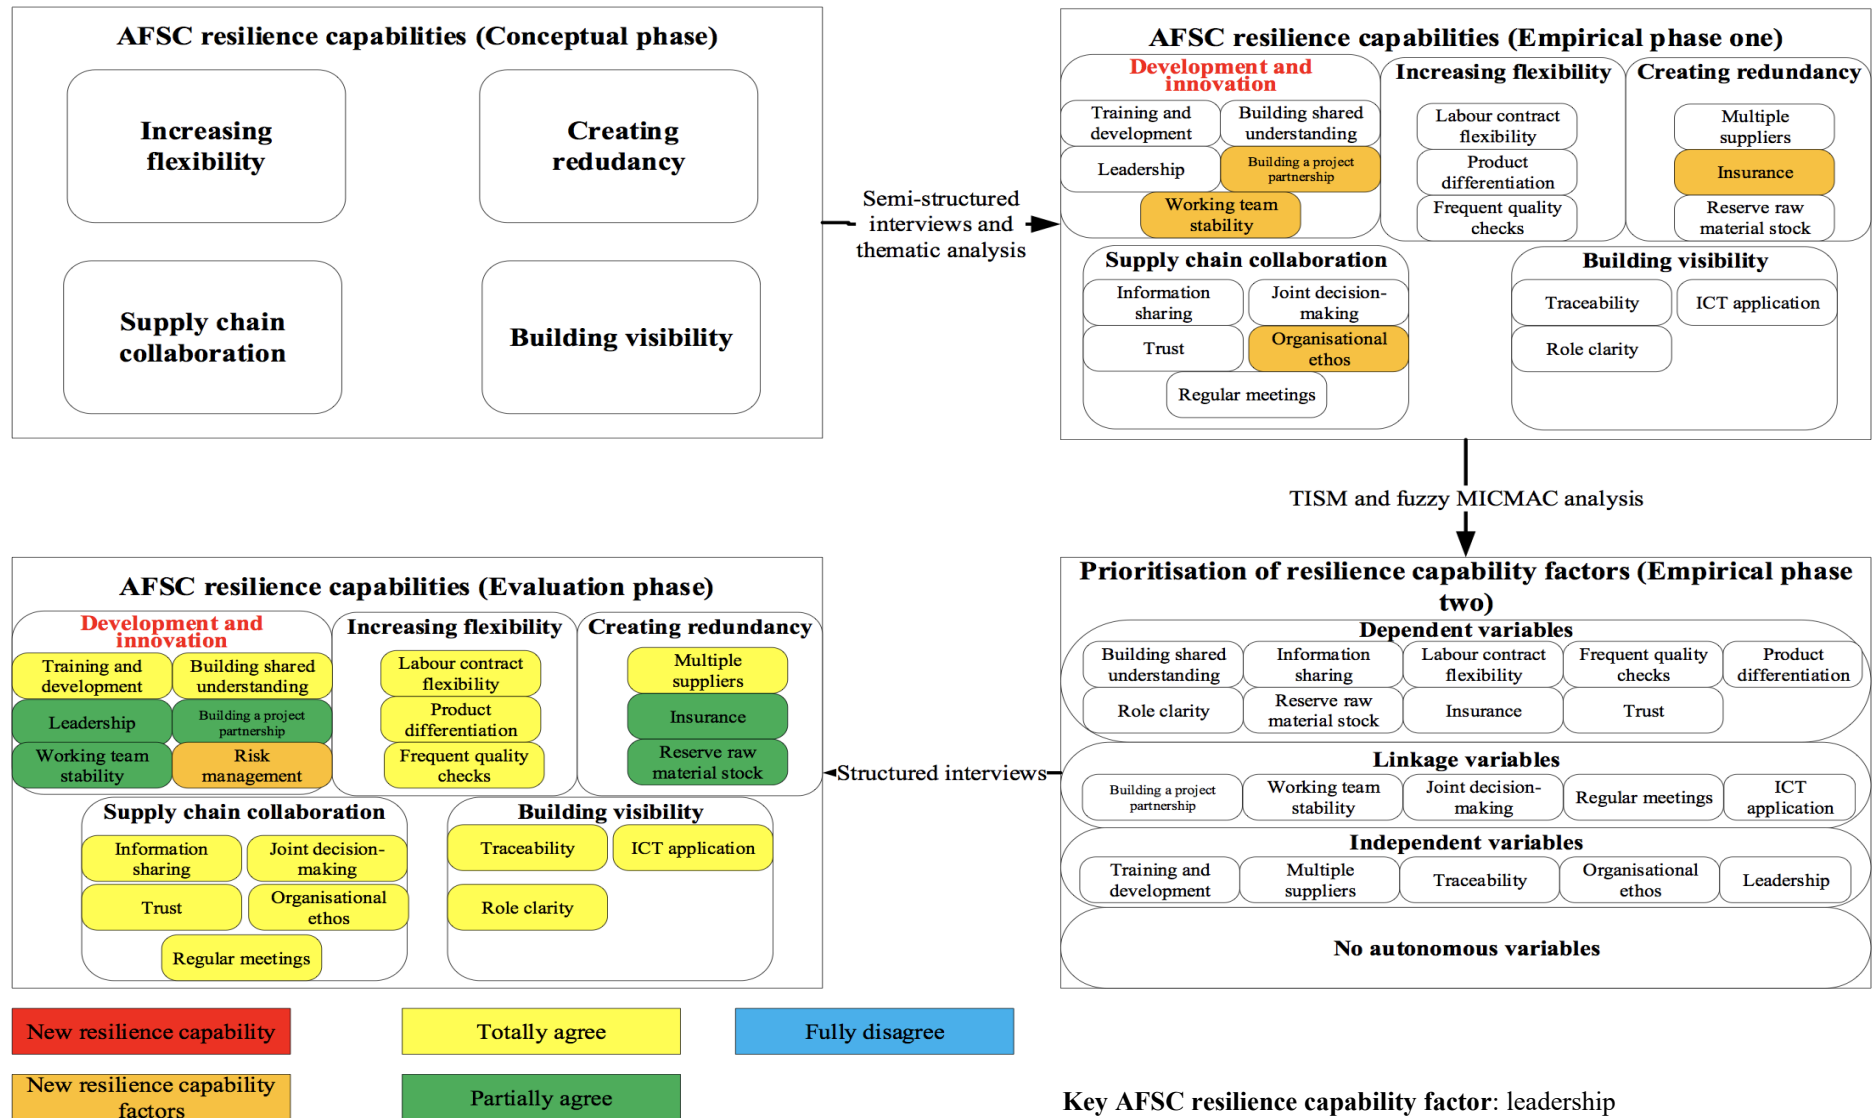 AFSC resilience capabilities (Conceptual phase)
Increasing
flexibility
Creating
redudancy
Supply chain
collaboration
Building visibility
Semi-structured
interviews and
thematic analysis
AFSC resilience capabilities (Empirical phase one)
Development and
innovation
Training and
development
Building shared
understanding
Leadership
Building a project
partnership
Working team
stability
Increasing flexibility
Labour contract
flexibility
Product
differentiation
Frequent quality
checks
Creating redundancy
Multiple
suppliers
Insurance
Reserve raw
material stock
Supply chain collaboration
Information
sharing
Joint decision-
making
Trust
Organisational
ethos
Regular meetings
Building visibility
Traceability
ICT application
Role clarity
TISM and fuzzy MICMAC analysis
Prioritisation of resilience capability factors (Empirical phase
two)
Dependent variables
Building shared
understanding
Information
sharing
Labour contract
flexibility
Frequent quality
checks
Product
differentiation
Role clarity
Reserve raw
material stock
Insurance
Trust
Linkage variables
Building a project
partnership
Working team
stability
Joint decision-
making
Regular meetings
ICT
application
Independent variables
Training and
development
Multiple
suppliers
Traceability
Organisational
ethos
Leadership
No autonomous variables
Structured interviews
AFSC resilience capabilities (Evaluation phase)
Development and
innovation
Training and
development
Building shared
understanding
Leadership
Building a project
partnership
Working team
stability
Risk
management
Increasing flexibility
Labour contract
flexibility
Product
differentiation
Frequent quality
checks
Creating redundancy
Multiple
suppliers
Insurance
Reserve raw
material stock
Supply chain collaboration
Information
sharing
Joint decision-
making
Trust
Organisational
ethos
Regular meetings
Building visibility
Traceability
ICT application
Role clarity
New resilience capability
Totally agree
Fully disagree
New resilience capability
factors
Partially agree
Key AFSC resilience capability factor: leadership